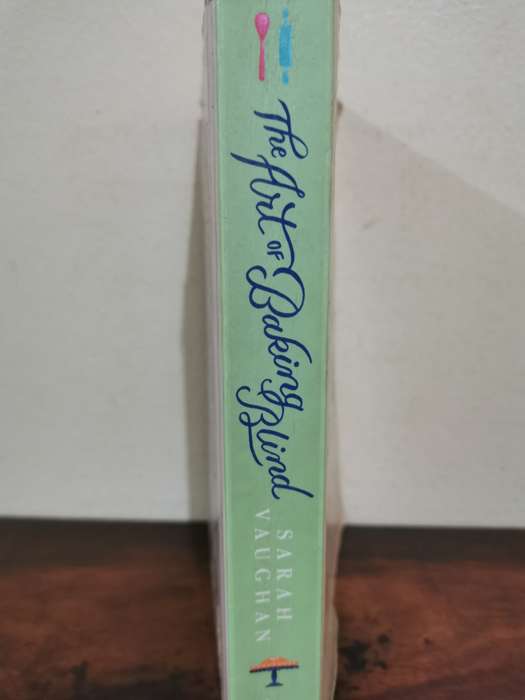 The Art OF Baking Blind
SARAH
VAUGHAN